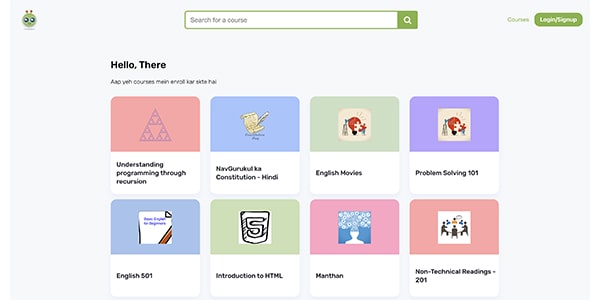 Search for a course
Courses
Login/Signup
Hello, There
Aap yeh courses mein enroll kar skte hai
Understanding
programming through
recursion
NavGurukul ka
Constitution - Hindi
English Movies
Problem Solving 101
Basic English
for Beginners
5
English 501
Introduction to HTML
Manthan
Non-Technical Readings -
201